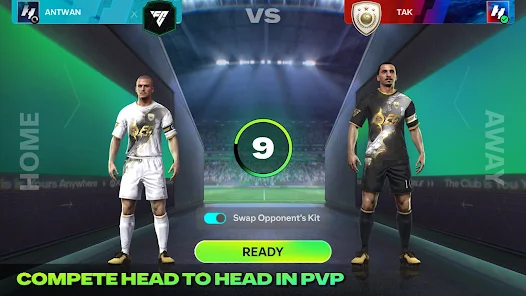 ANTWAN
VS
TAK
HOME
AWAY
9
Swap Opponent's Kit
READY
COMPETE HEAD TO HEAD IN PVP